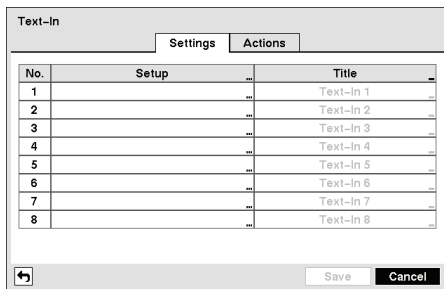 Text-In
Settings Actions
No. Setup ... Title _
1 ... Text-In 1 _
2 ... Text-In 2 _
3 ... Text-In 3 _
4 ... Text-In 4 _
5 ... Text-In 5 _
6 ... Text-In 6 _
7 ... Text-In 7 _
8 ... Text-In 8 _
Save Cancel